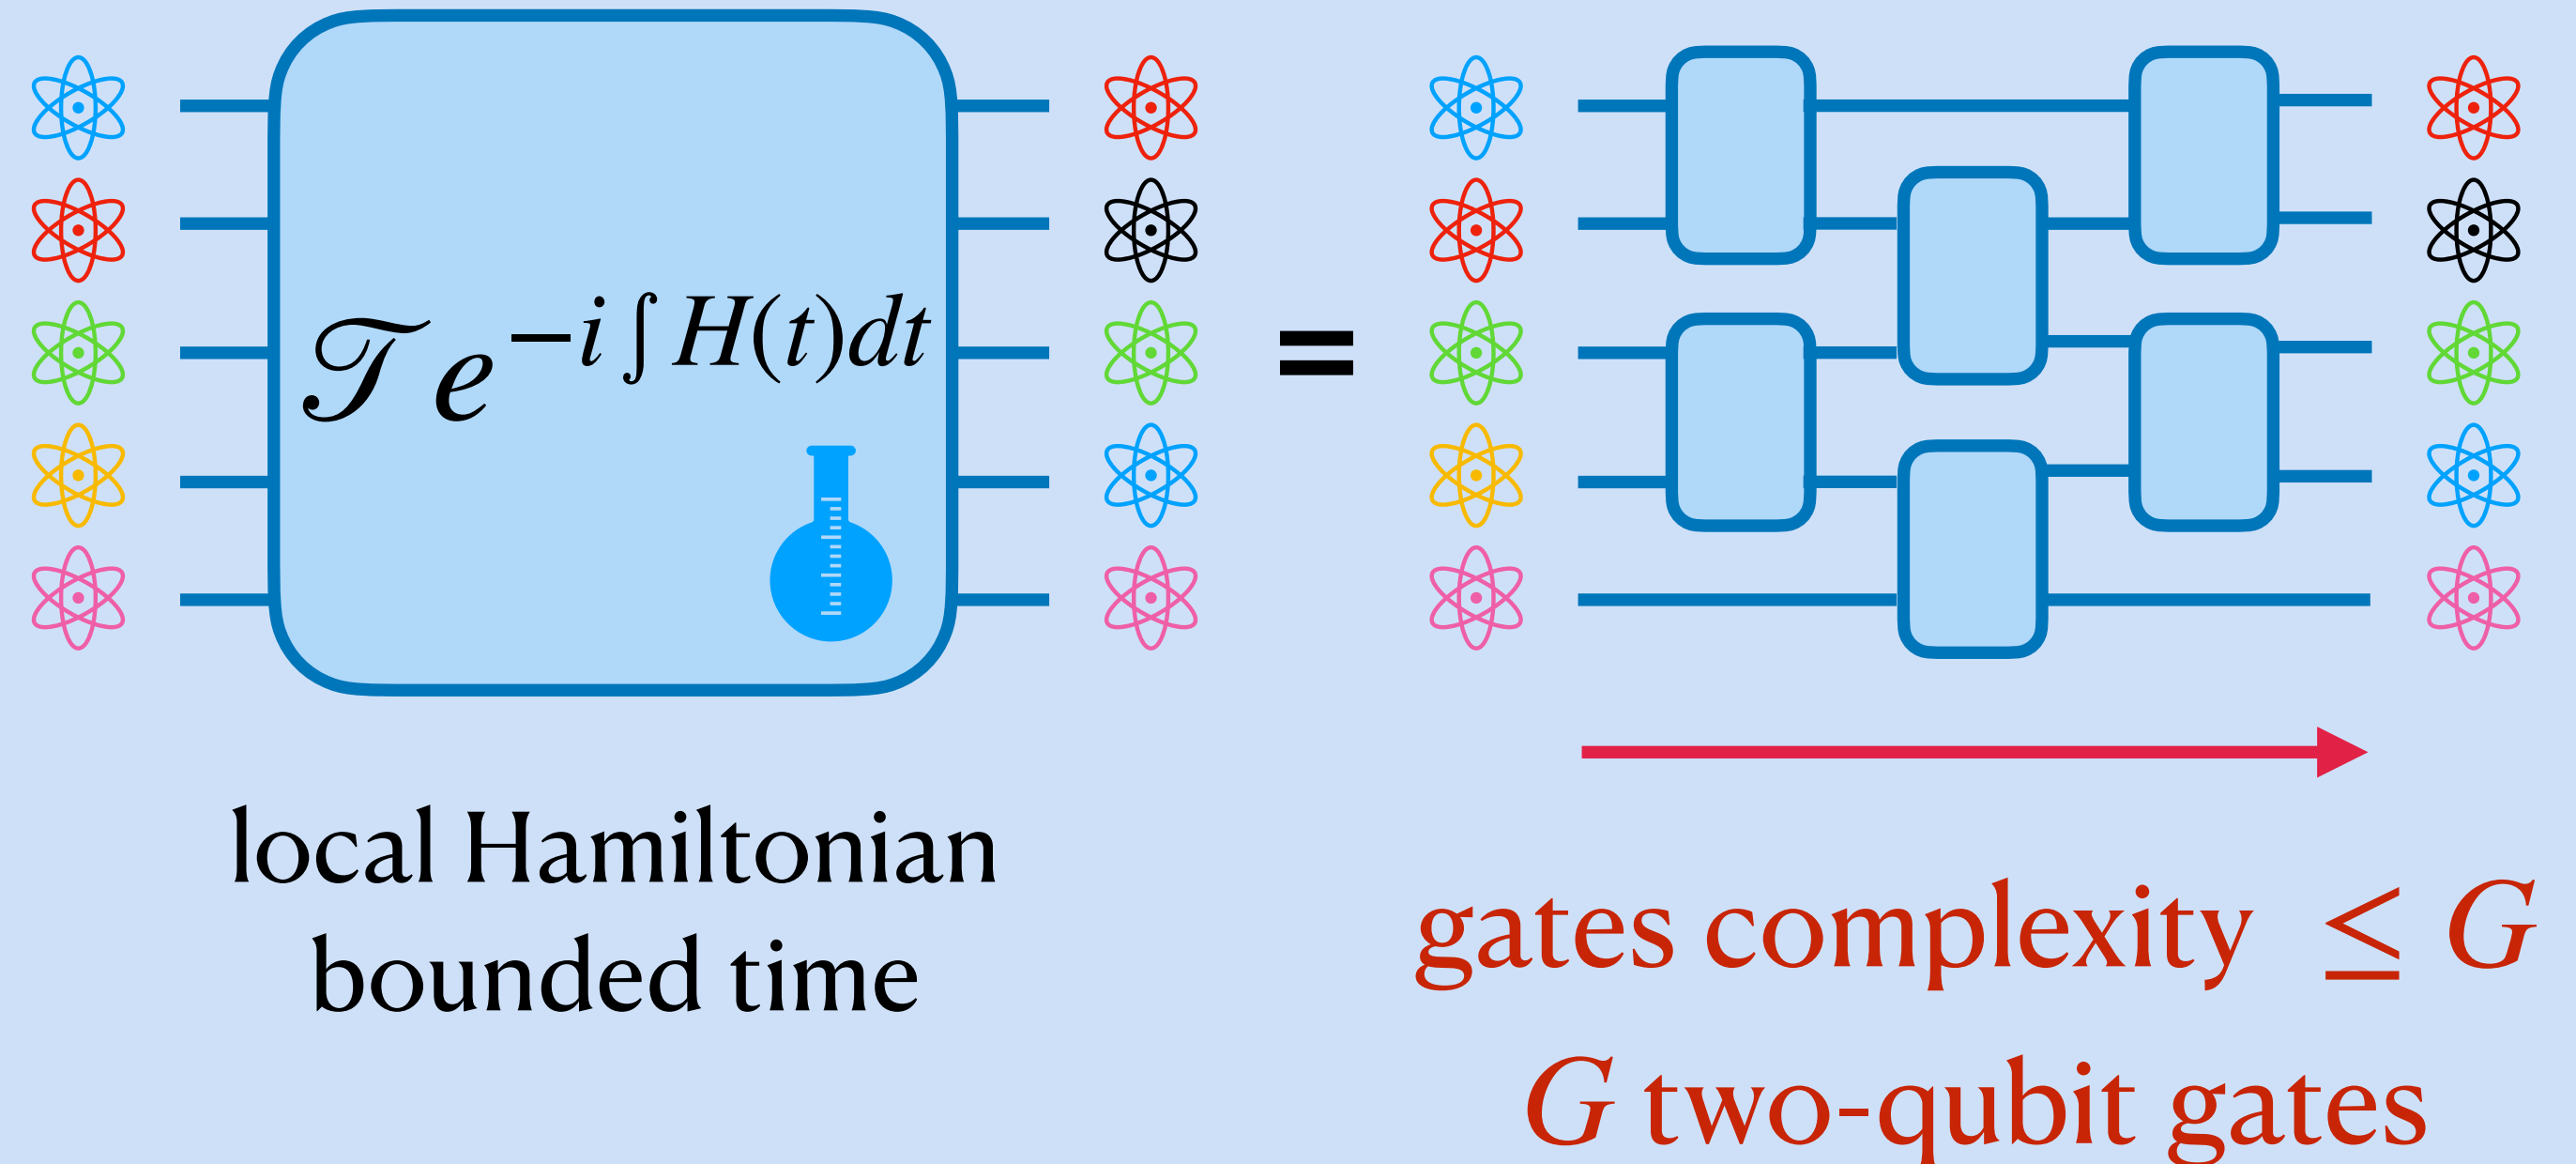 𝒯 e^{−i ∫ H(t)dt}
=
local Hamiltonian
bounded time
gates complexity ≤ G
G two-qubit gates